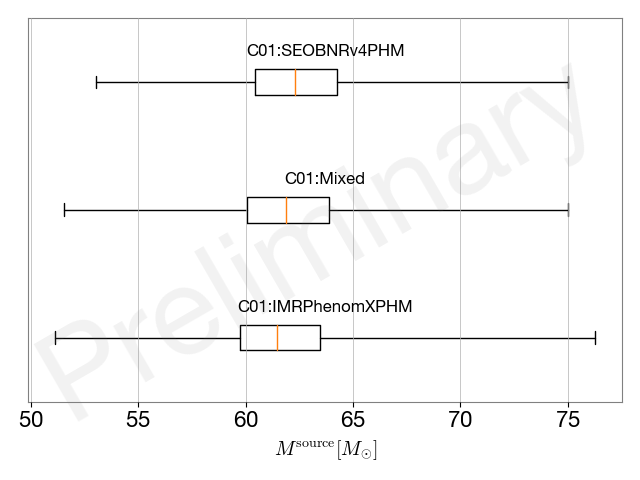 C01:SEOBNRv4PHM
C01:Mixed
C01:IMRPhenomXPHM
Preliminary
50 55 60 65 70 75
M^source [M_⊙]